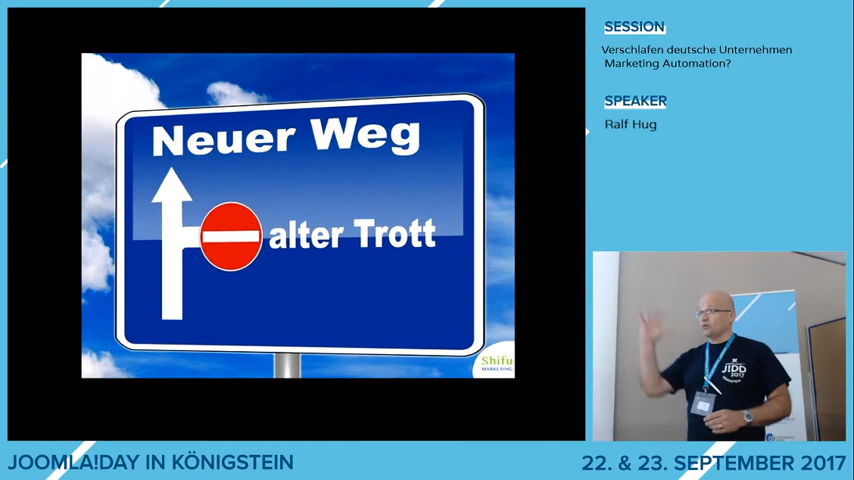 SESSION
Verschlafen deutsche Unternehmen
Marketing Automation?
SPEAKER
Ralf Hug
Neuer Weg
alter Trott
Shifu
MARKETING
JIDD
2017
JOOMLA!DAY IN KÖNIGSTEIN
22. & 23. SEPTEMBER 2017